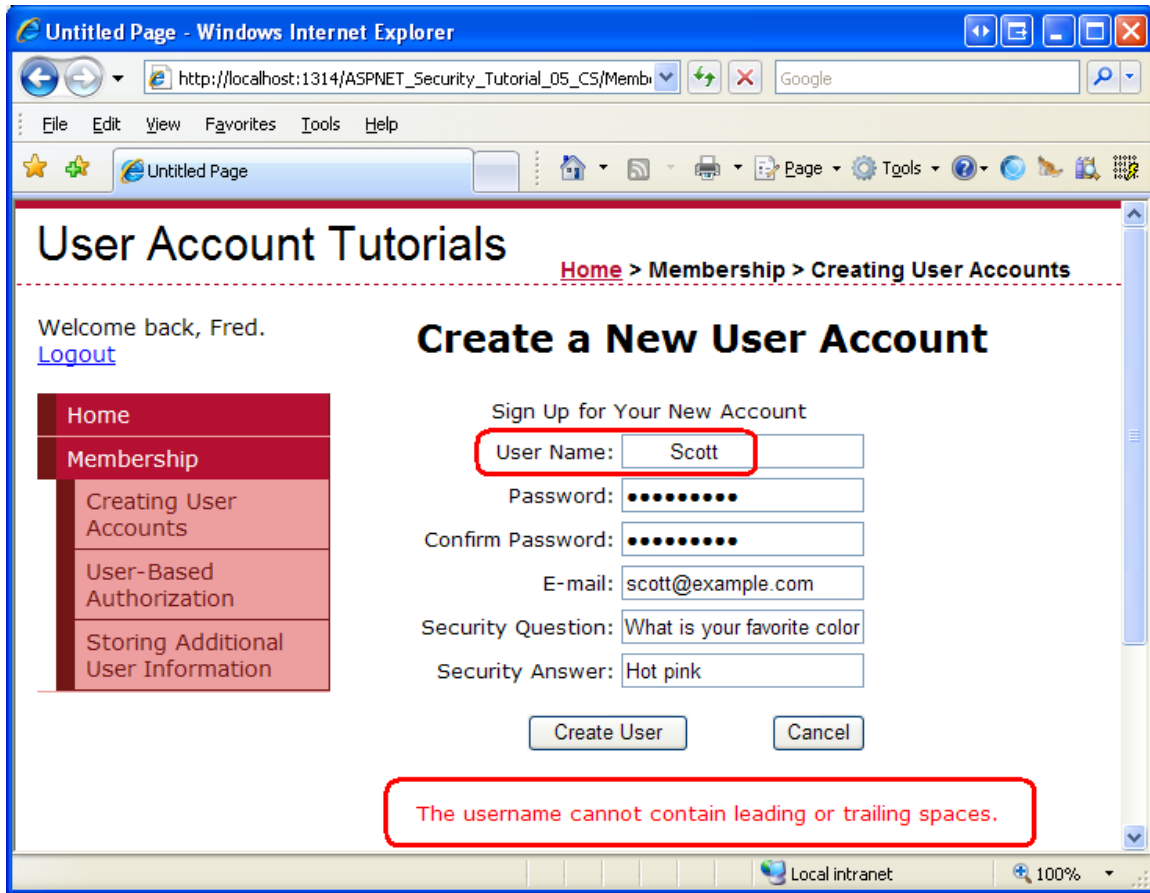 Untitled Page - Windows Internet Explorer
http://localhost:1314/ASPNET_Security_Tutorial_05_CS/Memb
Google
File Edit View Favorites Tools Help
Untitled Page
Page Tools
User Account Tutorials
Home > Membership > Creating User Accounts
Welcome back, Fred.
Logout
Home
Membership
Creating User
Accounts
User-Based
Authorization
Storing Additional
User Information
Create a New User Account
Sign Up for Your New Account
User Name: Scott
Password: •••••••••
Confirm Password: •••••••••
E-mail: scott@example.com
Security Question: What is your favorite color
Security Answer: Hot pink
Create User Cancel
The username cannot contain leading or trailing spaces.
Local intranet 100%